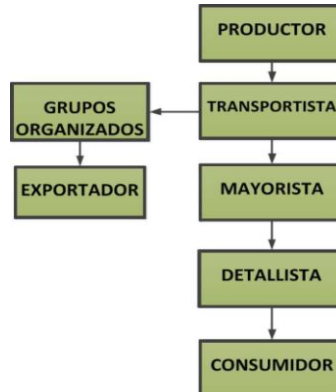 PRODUCTOR
GRUPOS
ORGANIZADOS
TRANSPORTISTA
EXPORTADOR
MAYORISTA
DETALLISTA
CONSUMIDOR